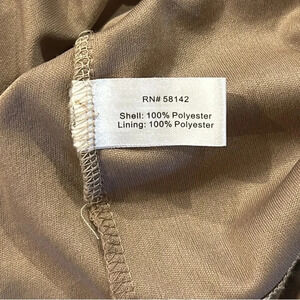 RN# 58142
Shell: 100% Polyester
Lining: 100% Polyester